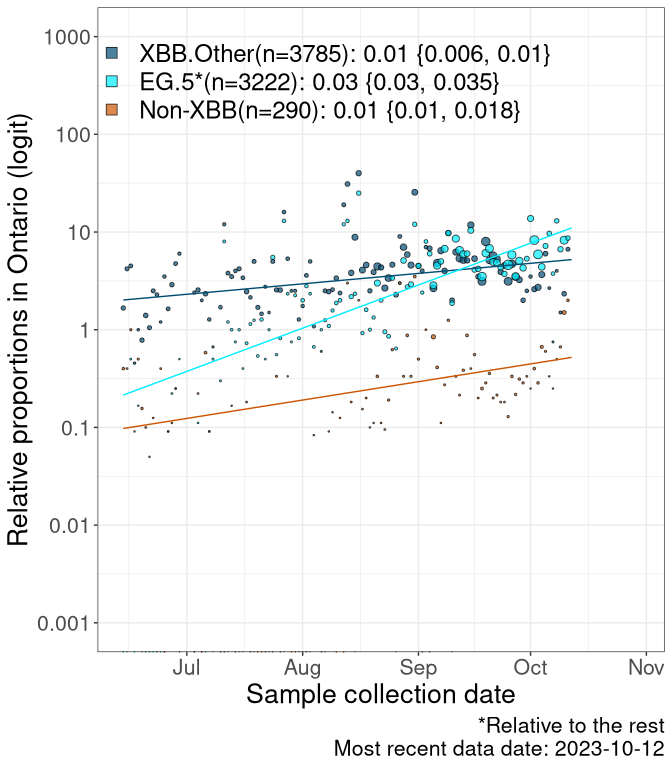 XBB.Other(n=3785): 0.01 {0.006, 0.01}
EG.5*(n=3222): 0.03 {0.03, 0.035}
Non-XBB(n=290): 0.01 {0.01, 0.018}
Relative proportions in Ontario (logit)
1000
100
10
1
0.1
0.01
0.001
Jul Aug Sep Oct Nov
Sample collection date
*Relative to the rest
Most recent data date: 2023-10-12